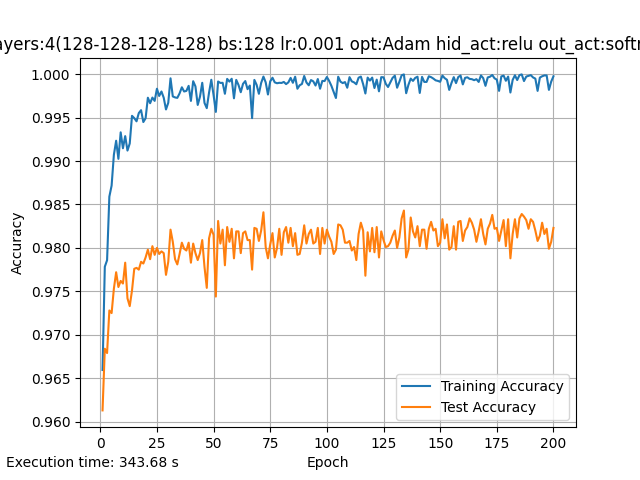 ayers:4(128-128-128-128) bs:128 lr:0.001 opt:Adam hid_act:relu out_act:softm
1.000
0.995
0.990
0.985
0.980
0.975
0.970
0.965
0.960
Accuracy
Training Accuracy
Test Accuracy
0 25 50 75 100 125 150 175 200
Execution time: 343.68 s
Epoch